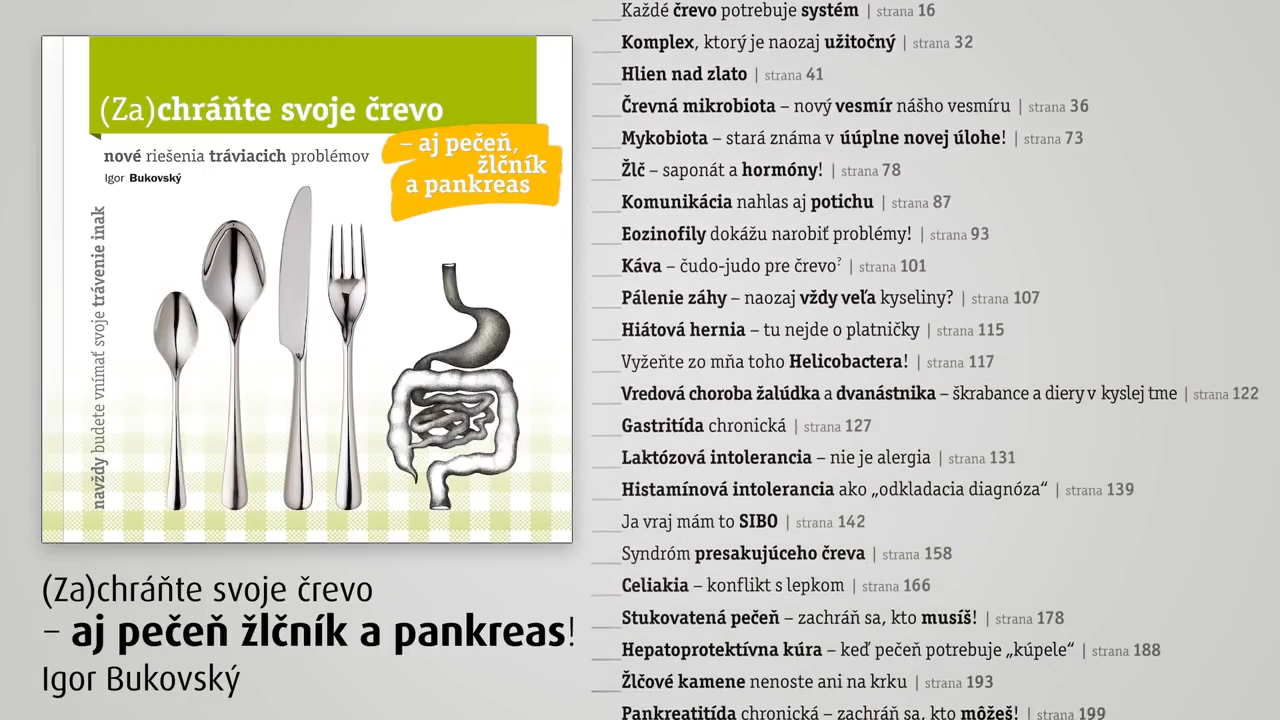 (Za)chráňte svoje črevo
– aj pečeň,
žlčník
a pankreas
nové riešenia tráviacich problémov
Igor Bukovský
navždy budete vnímať svoje trávenie inak
(Za)chráňte svoje črevo
– aj pečeň žlčník a pankreas!
Igor Bukovský
Každé črevo potrebuje systém | strana 16
Komplex, ktorý je naozaj užitočný | strana 32
Hlien nad zlato | strana 41
Črevná mikrobiota – nový vesmír nášho vesmíru | strana 36
Mykobiota – stará známa v úúplne novej úlohe! | strana 73
Žlč – saponát a hormóny! | strana 78
Komunikácia nahlas aj potichu | strana 87
Eozinofily dokážu narobiť problémy! | strana 93
Káva – čudo-judo pre črevo? | strana 101
Pálenie záhy – naozaj vždy veľa kyseliny? | strana 107
Hiátová hernia – tu nejde o platničky | strana 115
Vyžeňte zo mňa toho Helicobactera! | strana 117
Vredová choroba žalúdka a dvanástnika – škrabance a diery v kyslej tme | strana 122
Gastritída chronická | strana 127
Laktózová intolerancia – nie je alergia | strana 131
Histamínová intolerancia ako „odkladacia diagnóza“ | strana 139
Ja vraj mám to SIBO | strana 142
Syndróm presakujúceho čreva | strana 158
Celiakia – konflikt s lepkom | strana 166
Stukovatená pečeň – zachráň sa, kto musíš! | strana 178
Hepatoprotektívna kúra – keď pečeň potrebuje „kúpele“ | strana 188
Žlčové kamene nenoste ani na krku | strana 193
Pankreatitída chronická – zachráň sa, kto môžeš! | strana 199